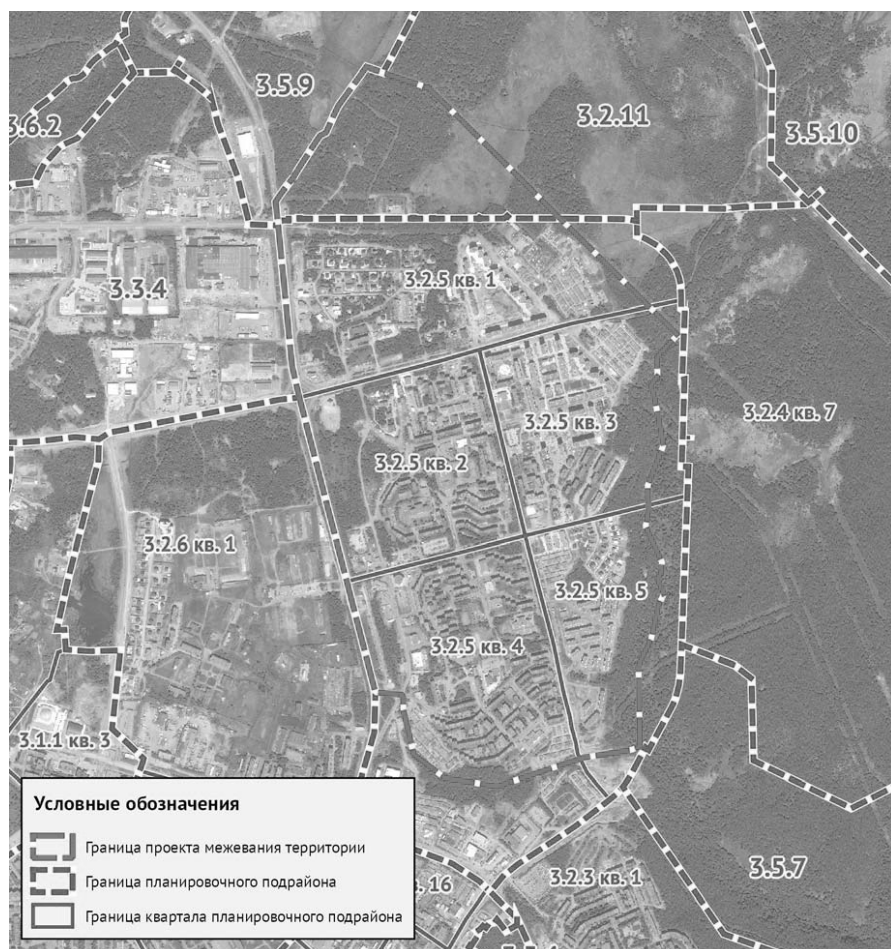 3.5.9
3.2.11
3.6.2
3.5.10
3.2.5 кв. 1
3.3.4
3.2.5 кв. 3
3.2.4 кв. 7
3.2.5 кв. 2
3.2.6 кв. 1
3.2.5 кв. 5
3.2.5 кв. 4
3.1.1 кв. 3
Условные обозначения
Граница проекта межевания территории
Граница планировочного подрайона
Граница квартала планировочного подрайона
16
3.2.3 кв. 1
3.5.7